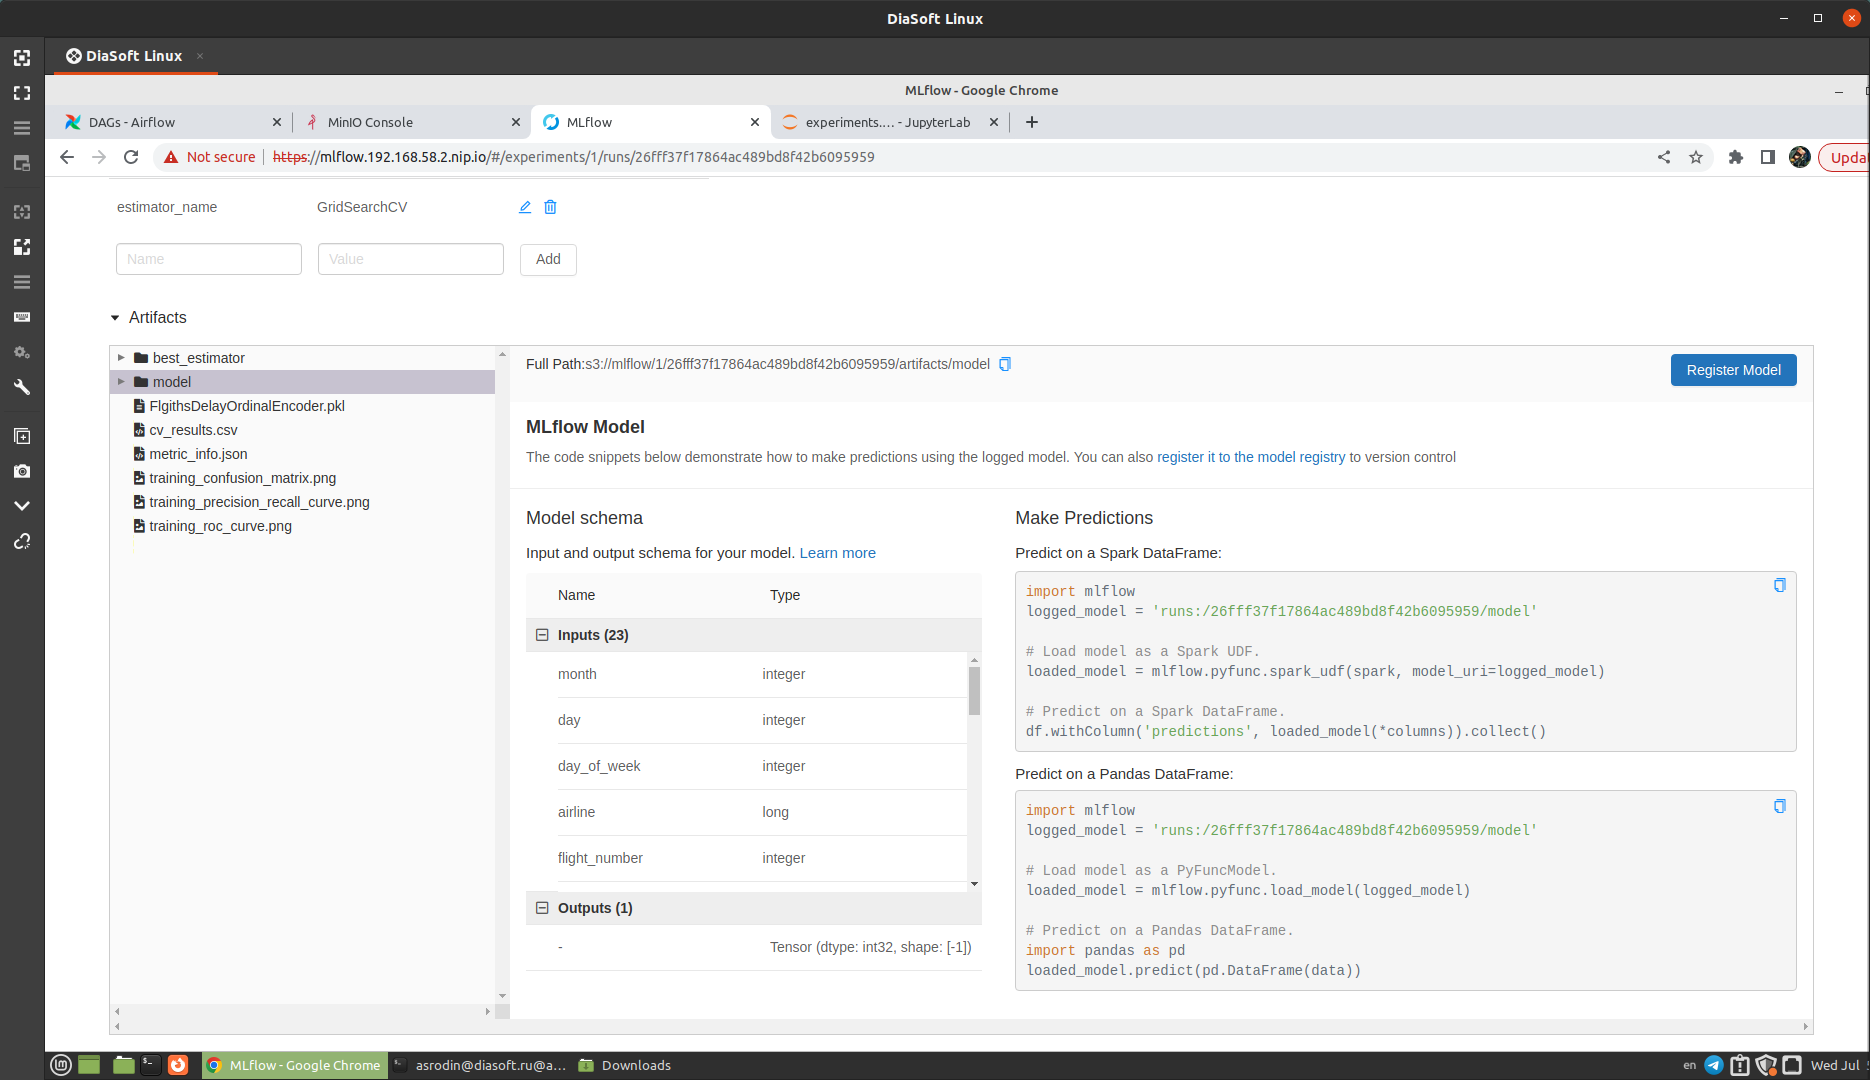 DiaSoft Linux
DiaSoft Linux
MLflow - Google Chrome
DAGs - Airflow
MinIO Console
MLflow
experiments.... - JupyterLab
Not secure
https://mlflow.192.168.58.2.nip.io/#/experiments/1/runs/26fff37f17864ac489bd8f42b6095959
Updat
estimator_name GridSearchCV
Name Value Add
Artifacts
best_estimator
model
FlgithsDelayOrdinalEncoder.pkl
cv_results.csv
metric_info.json
training_confusion_matrix.png
training_precision_recall_curve.png
training_roc_curve.png
Full Path:s3://mlflow/1/26fff37f17864ac489bd8f42b6095959/artifacts/model
Register Model
MLflow Model
The code snippets below demonstrate how to make predictions using the logged model. You can also register it to the model registry to version control
Model schema
Input and output schema for your model. Learn more
Name Type
Inputs (23)
month integer
day integer
day_of_week integer
airline long
flight_number integer
Outputs (1)
- Tensor (dtype: int32, shape: [-1])
Make Predictions
Predict on a Spark DataFrame:
import mlflow
logged_model = 'runs:/26fff37f17864ac489bd8f42b6095959/model'
# Load model as a Spark UDF.
loaded_model = mlflow.pyfunc.spark_udf(spark, model_uri=logged_model)
# Predict on a Spark DataFrame.
df.withColumn('predictions', loaded_model(*columns)).collect()
Predict on a Pandas DataFrame:
import mlflow
logged_model = 'runs:/26fff37f17864ac489bd8f42b6095959/model'
# Load model as a PyFuncModel.
loaded_model = mlflow.pyfunc.load_model(logged_model)
# Predict on a Pandas DataFrame.
import pandas as pd
loaded_model.predict(pd.DataFrame(data))
MLflow - Google Chrome
asrodin@diasoft.ru@a...
Downloads
en
Wed Jul